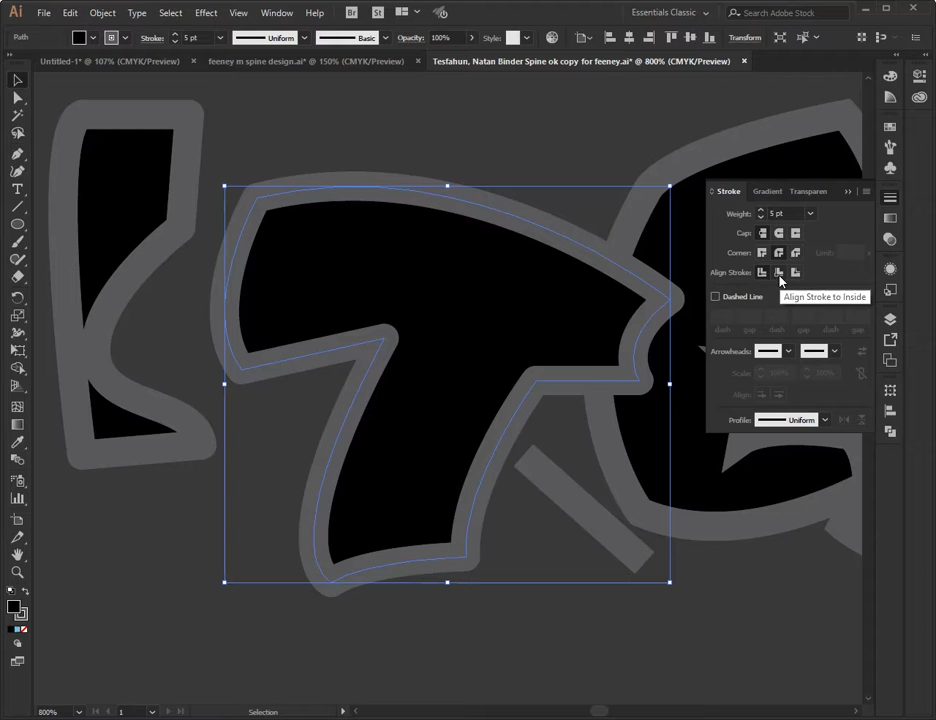 Ai File Edit Object Type Select Effect View Window Help Br St Essentials Classic Search Adobe Stock
Path Stroke: 5 pt Uniform Basic Opacity: 100% Style: Transform
Untitled-1* @ 107% (CMYK/Preview) × feeney m spine design.ai* @ 150% (CMYK/Preview) × Tesfahun, Natan Binder Spine ok copy for feeney.ai* @ 800% (CMYK/Preview) ×
Stroke Gradient Transparen
Weight: 5 pt
Cap:
Corner: Limit:
Align Stroke:
Align Stroke to Inside
Dashed Line
dash gap dash gap dash gap
Arrowheads:
Scale: 100% 100%
Align:
Profile: Uniform
800% 1 Selection